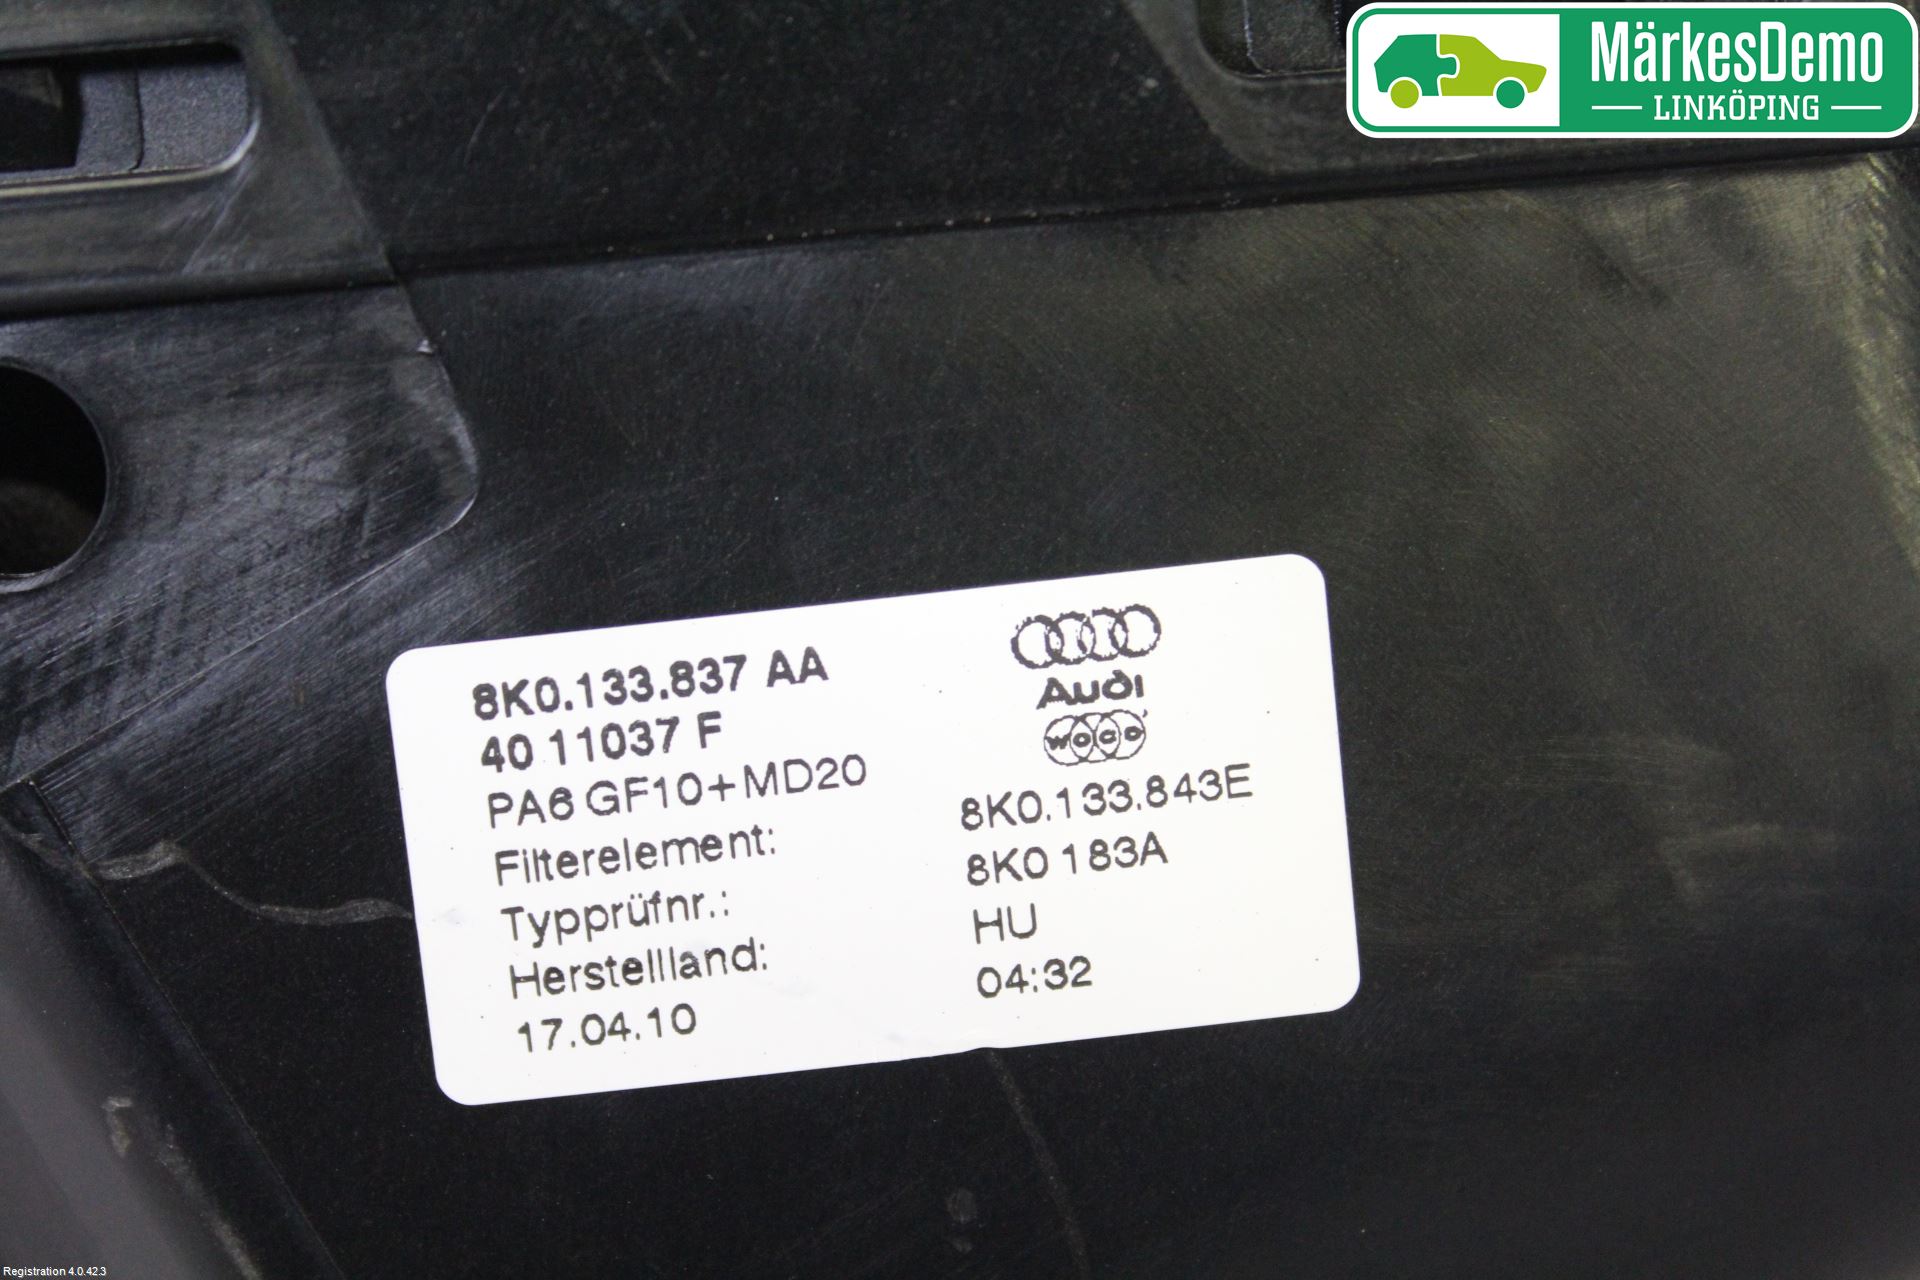 MärkesDemo
LINKÖPING
8K0.133.837 AA
40 11037 F
PA6 GF10+MD20
Filterelement:
Typprüfnr.:
Herstellland:
17.04.10
Audi
WOCO
8K0.133.843E
8K0 183A
HU
04:32
Registration 4.0.42.3